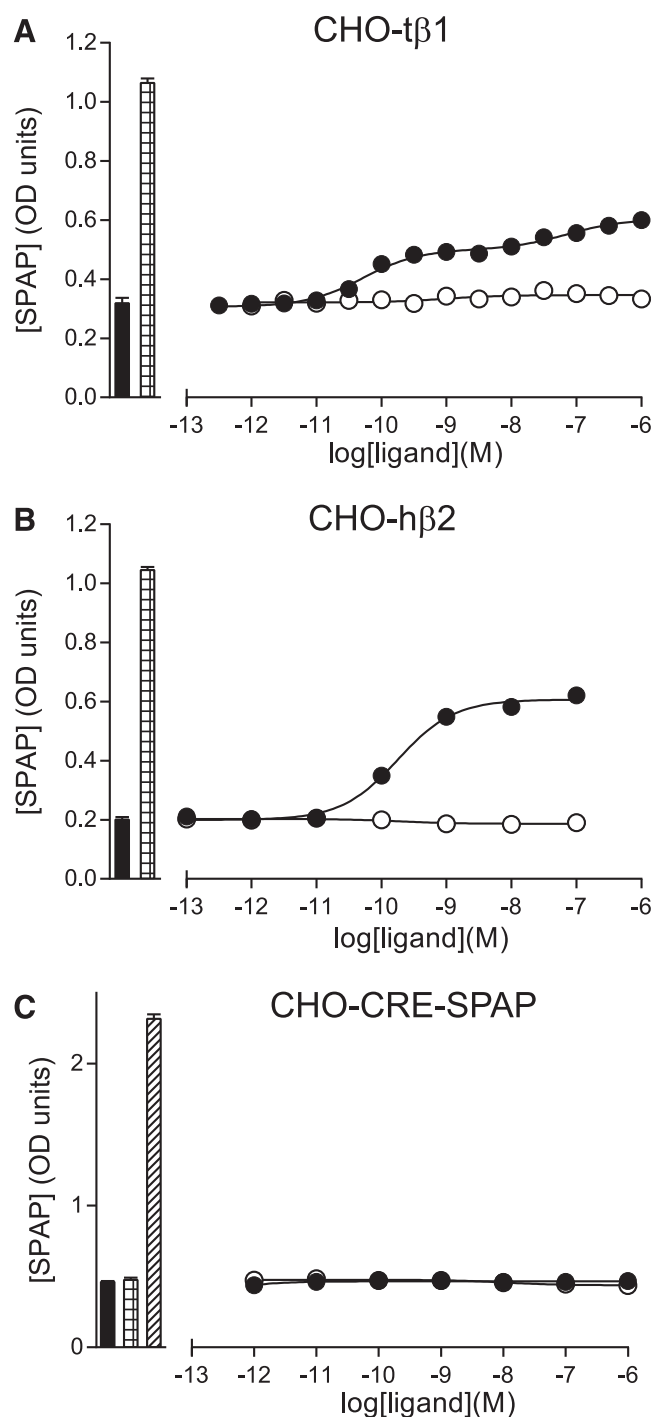 A
CHO-tβ1
[SPAP] (OD units)
1.2
1.0
0.8
0.6
0.4
0.2
0.0
-13 -12 -11 -10 -9 -8 -7 -6
log[ligand](M)
B
CHO-hβ2
[SPAP] (OD units)
1.2
1.0
0.8
0.6
0.4
0.2
0.0
-13 -12 -11 -10 -9 -8 -7 -6
log[ligand](M)
C
CHO-CRE-SPAP
[SPAP] (OD units)
2
1
0
-13 -12 -11 -10 -9 -8 -7 -6
log[ligand](M)